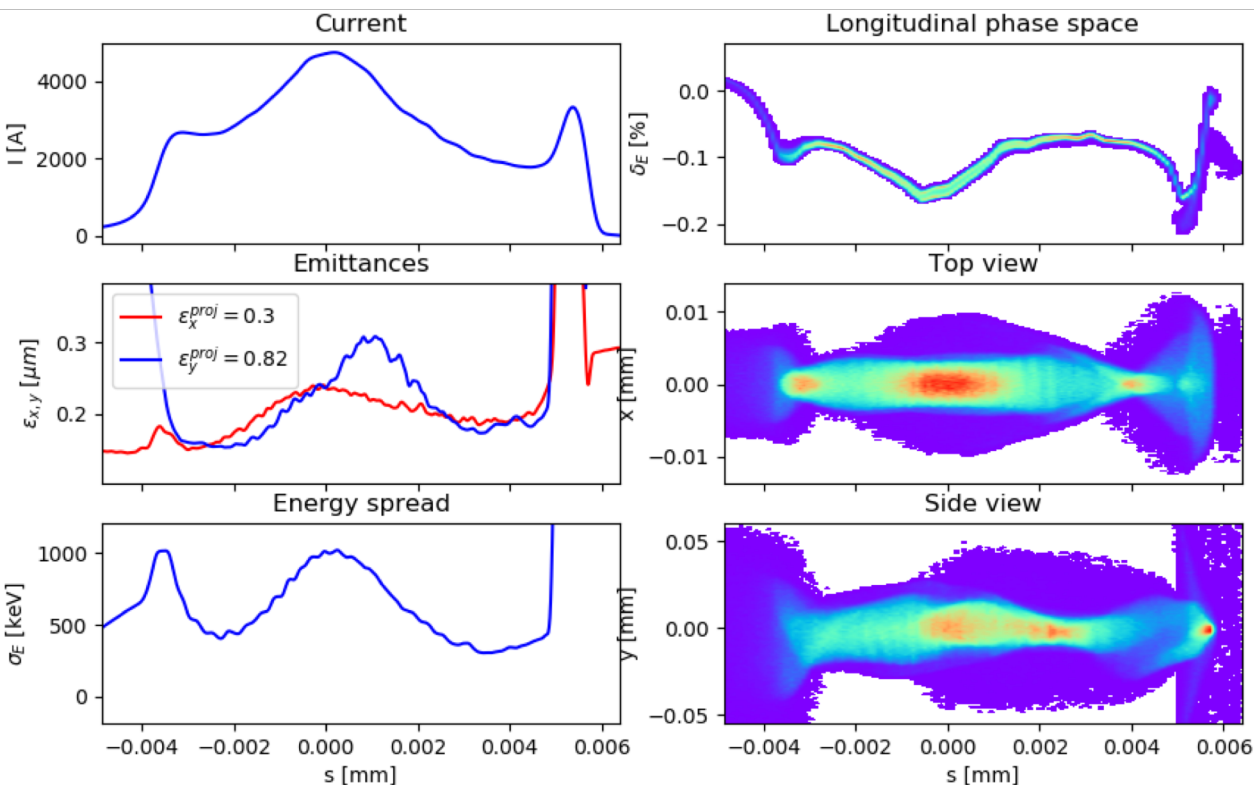 Current
I [A]
4000
2000
0
Longitudinal phase space
δ_E [%]
0.0
−0.1
−0.2
Emittances
ε_x,y [μm]
0.3
0.2
ε_x^proj = 0.3
ε_y^proj = 0.82
Top view
x [mm]
0.01
0.00
−0.01
Energy spread
σ_E [keV]
1000
500
0
−0.004 −0.002 0.000 0.002 0.004 0.006
s [mm]
Side view
y [mm]
0.05
0.00
−0.05
−0.004 −0.002 0.000 0.002 0.004 0.006
s [mm]